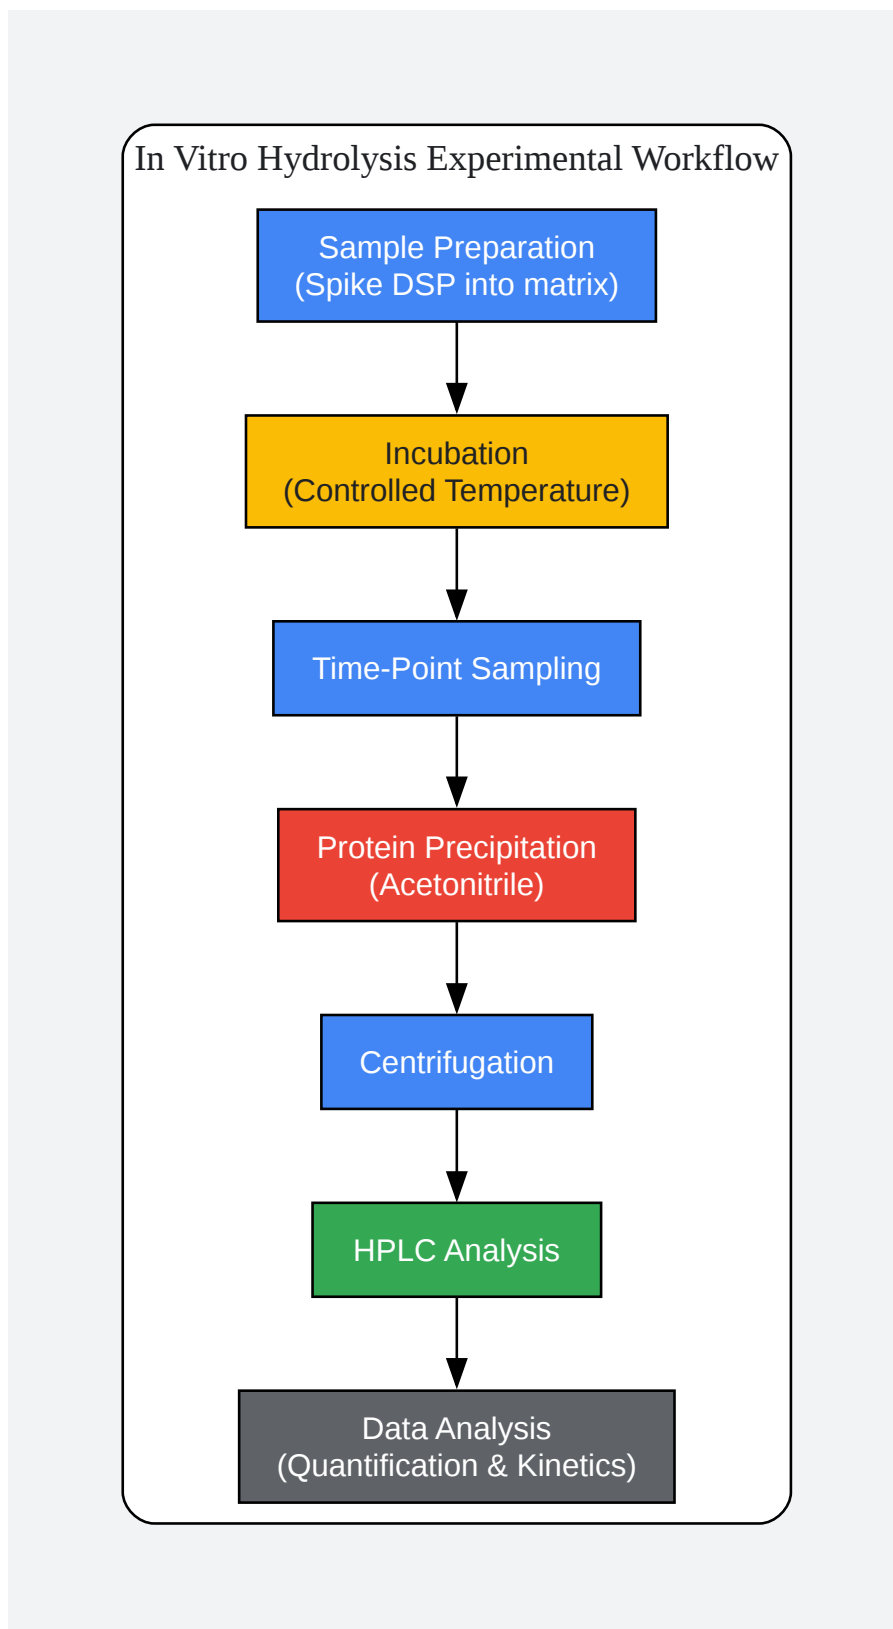 In Vitro Hydrolysis Experimental Workflow
Sample Preparation
(Spike DSP into matrix)
Incubation
(Controlled Temperature)
Time-Point Sampling
Protein Precipitation
(Acetonitrile)
Centrifugation
HPLC Analysis
Data Analysis
(Quantification & Kinetics)